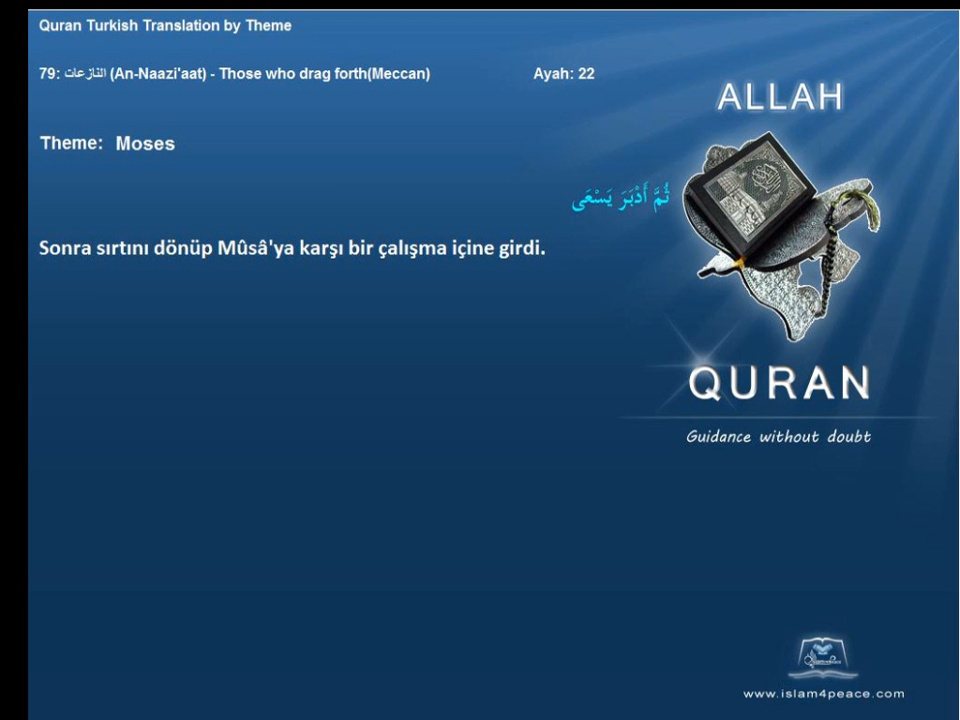 Quran Turkish Translation by Theme
79: النازعات (An-Naazi'aat) - Those who drag forth(Meccan) Ayah: 22
ALLAH
Theme: Moses
ثُمَّ أَدْبَرَ يَسْعَى
Sonra sırtını dönüp Mûsâ'ya karşı bir çalışma içine girdi.
QURAN
Guidance without doubt
www.islam4peace.com